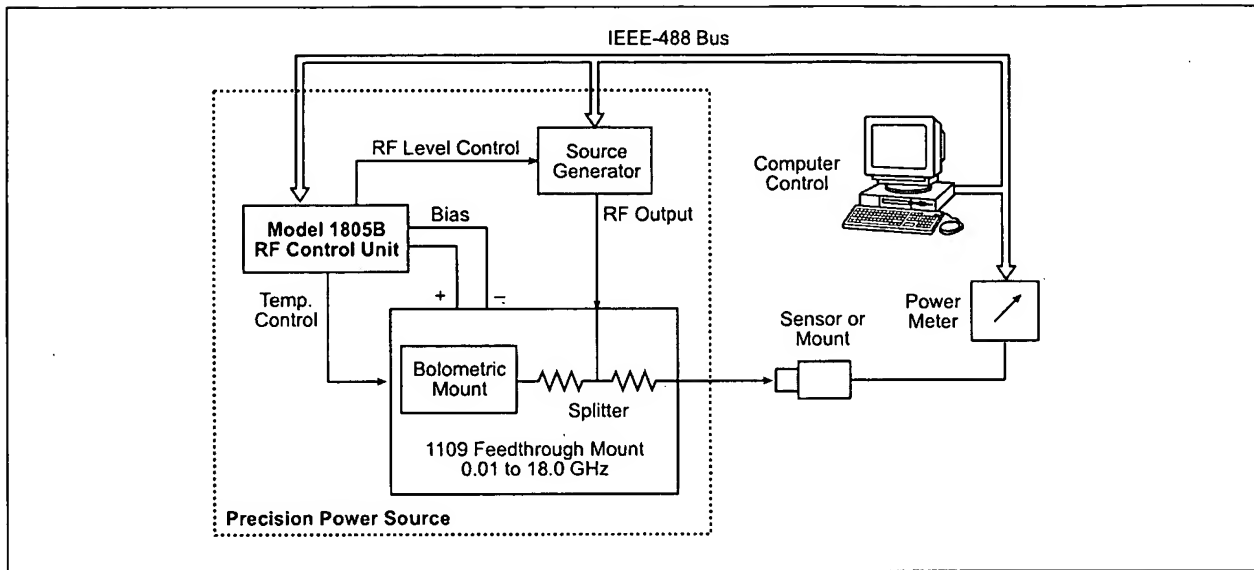 IEEE-488 Bus
RF Level Control
Source
Generator
Computer
Control
RF Output
Model 1805B
RF Control Unit
Bias
Temp.
Control
+
–
Bolometric
Mount
Splitter
Sensor or
Mount
Power
Meter
1109 Feedthrough Mount
0.01 to 18.0 GHz
Precision Power Source